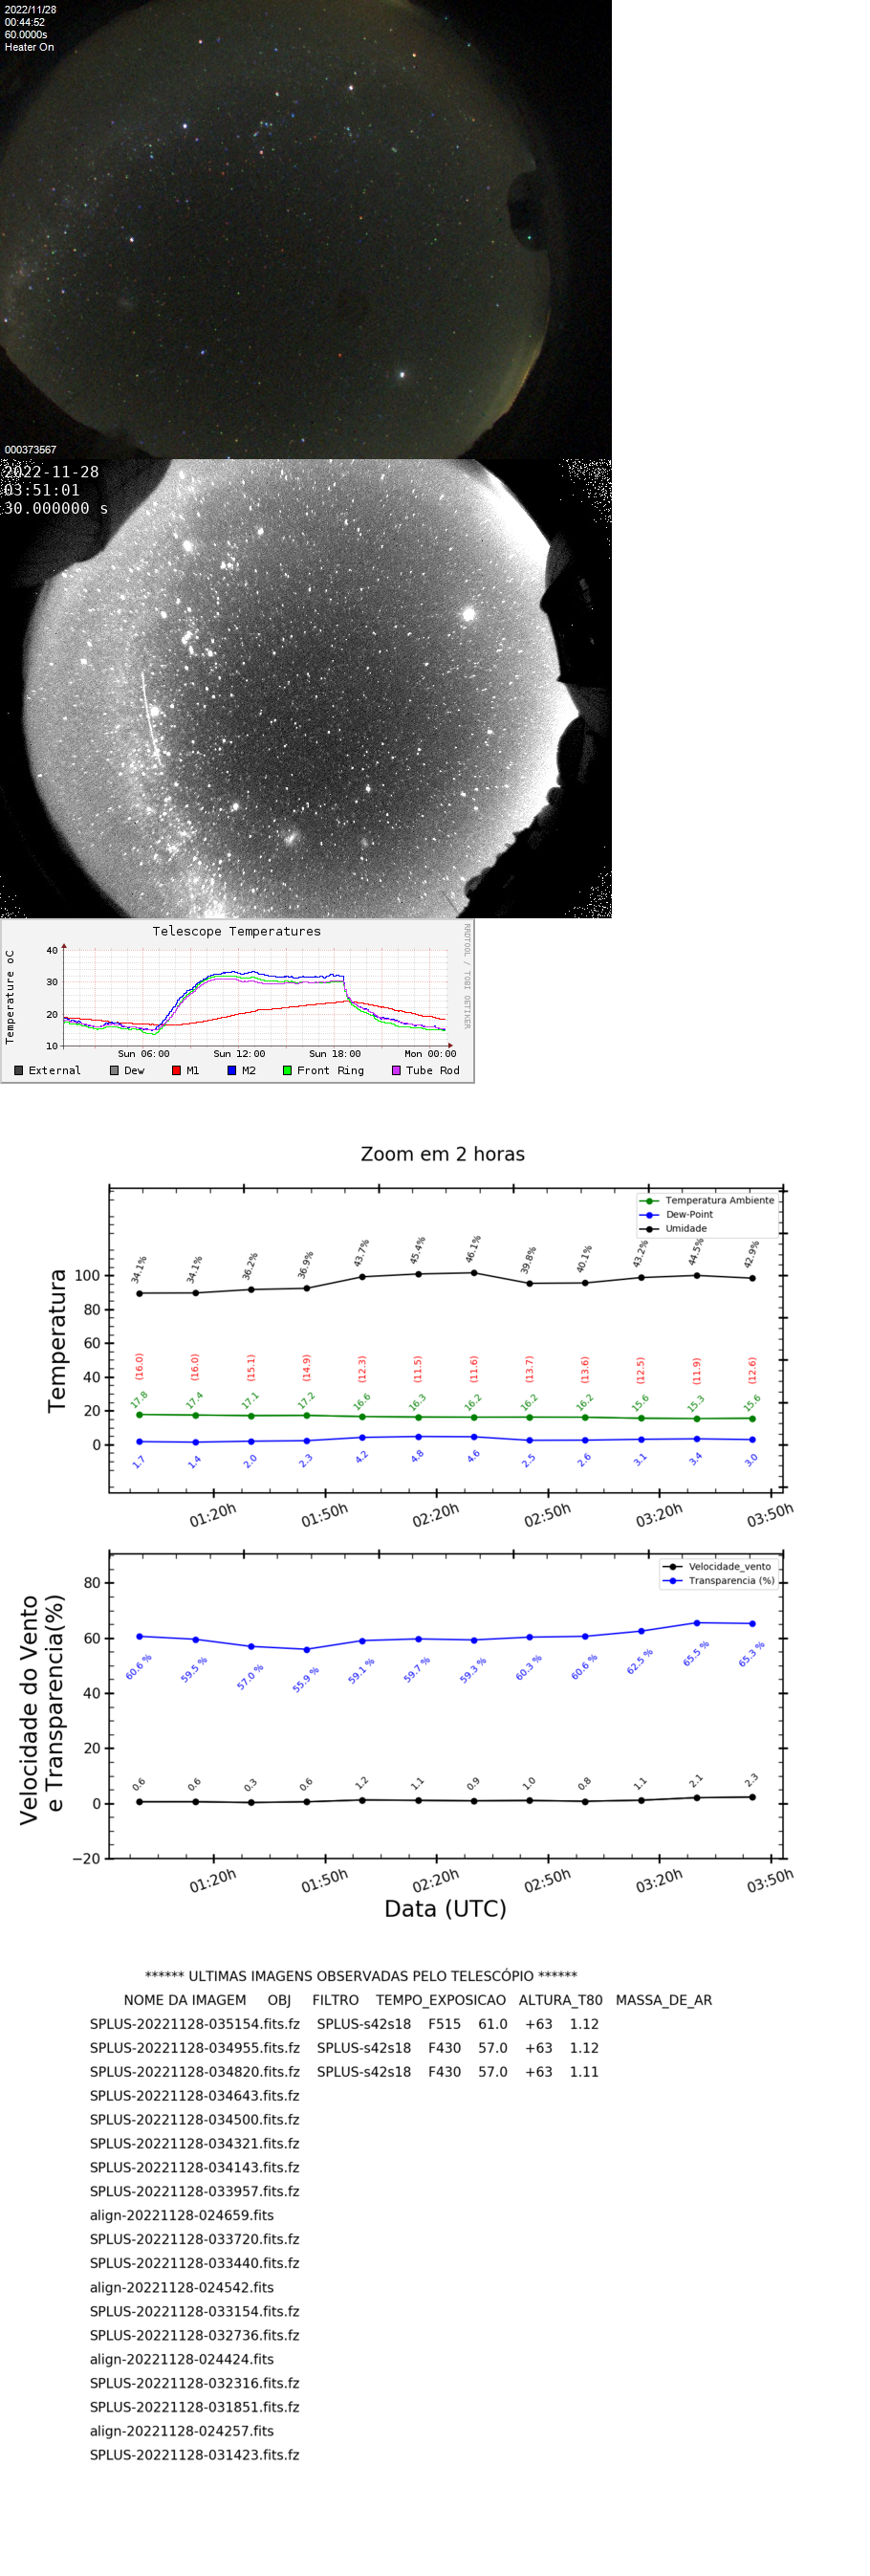 2022/11/28
00:44:52
60.0000s
Heater On
000373567
2022-11-28
03:51:01
30.000000 s
Telescope Temperatures
RRDTOOL / TOBI OETIKER
Temperature oC
40
30
20
10
Sun 06:00 Sun 12:00 Sun 18:00 Mon 00:00
External Dew M1 M2 Front Ring Tube Rod
Zoom em 2 horas
Temperatura Ambiente
Dew-Point
Umidade
Temperatura
100
80
60
40
20
0
34.1% 34.1% 36.2% 36.9% 43.7% 45.4% 46.1% 39.8% 40.1% 43.2% 44.5% 42.9%
(16.0) (16.0) (15.1) (14.9) (12.3) (11.5) (11.6) (13.7) (13.6) (12.5) (11.9) (12.6)
17.8 17.4 17.1 17.2 16.6 16.3 16.2 16.2 16.2 15.6 15.3 15.6
1.7 1.4 2.0 2.3 4.2 4.8 4.6 2.5 2.6 3.1 3.4 3.0
01:20h 01:50h 02:20h 02:50h 03:20h 03:50h
Velocidade_vento
Transparencia (%)
Velocidade do Vento
e Transparencia(%)
80
60
40
20
0
−20
60.6 % 59.5 % 57.0 % 55.9 % 59.1 % 59.7 % 59.3 % 60.3 % 60.6 % 62.5 % 65.5 % 65.3 %
0.6 0.6 0.3 0.6 1.2 1.1 0.9 1.0 0.8 1.1 2.1 2.3
01:20h 01:50h 02:20h 02:50h 03:20h 03:50h
Data (UTC)
****** ULTIMAS IMAGENS OBSERVADAS PELO TELESCÓPIO ******
NOME DA IMAGEM OBJ FILTRO TEMPO_EXPOSICAO ALTURA_T80 MASSA_DE_AR
SPLUS-20221128-035154.fits.fz SPLUS-s42s18 F515 61.0 +63 1.12
SPLUS-20221128-034955.fits.fz SPLUS-s42s18 F430 57.0 +63 1.12
SPLUS-20221128-034820.fits.fz SPLUS-s42s18 F430 57.0 +63 1.11
SPLUS-20221128-034643.fits.fz
SPLUS-20221128-034500.fits.fz
SPLUS-20221128-034321.fits.fz
SPLUS-20221128-034143.fits.fz
SPLUS-20221128-033957.fits.fz
align-20221128-024659.fits
SPLUS-20221128-033720.fits.fz
SPLUS-20221128-033440.fits.fz
align-20221128-024542.fits
SPLUS-20221128-033154.fits.fz
SPLUS-20221128-032736.fits.fz
align-20221128-024424.fits
SPLUS-20221128-032316.fits.fz
SPLUS-20221128-031851.fits.fz
align-20221128-024257.fits
SPLUS-20221128-031423.fits.fz